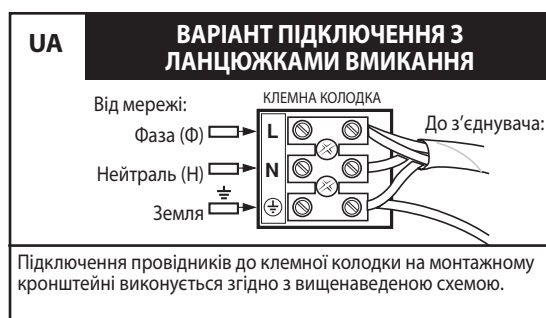 UA
ВАРІАНТ ПІДКЛЮЧЕННЯ З
ЛАНЦЮЖКАМИ ВМИКАННЯ
Від мережі:
КЛЕМНА КОЛОДКА
До з’єднувача:
Фаза (Ф)
L
Нейтраль (Н)
N
Земля
Підключення провідників до клемної колодки на монтажному
кронштейні виконується згідно з вищенаведеною схемою.